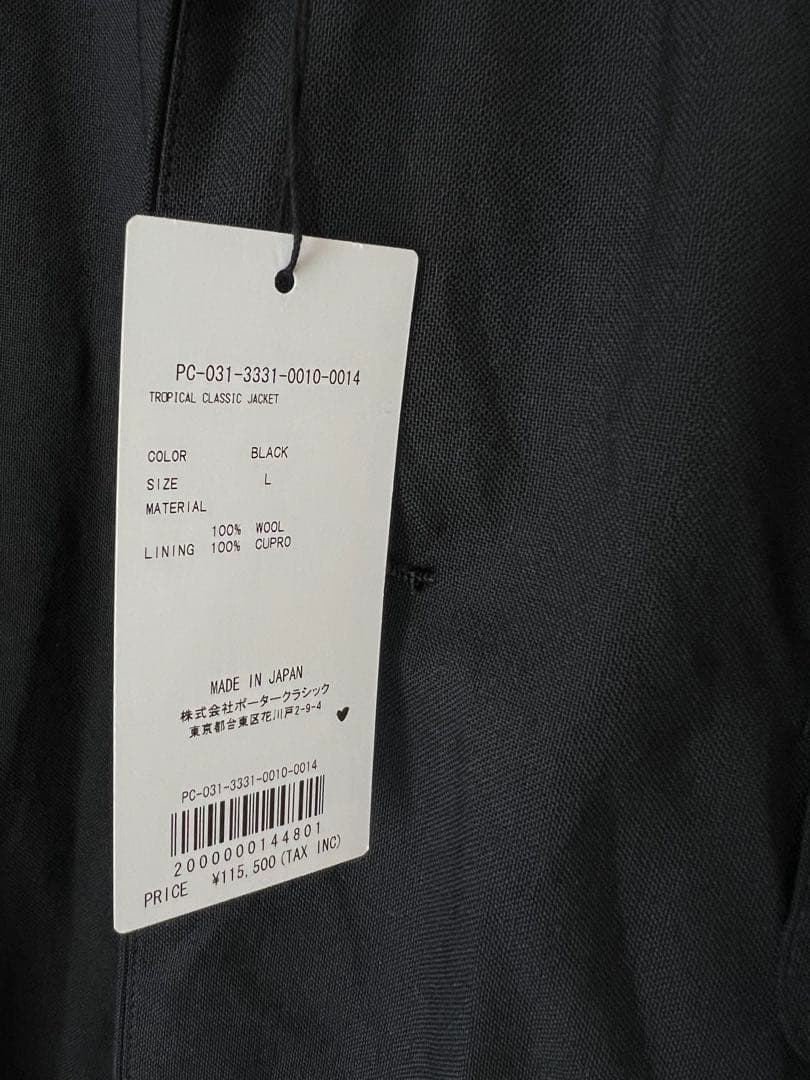 PC-031-3331-0010-0014
TROPICAL CLASSIC JACKET
COLOR BLACK
SIZE L
MATERIAL
100% WOOL
LINING 100% CUPRO
MADE IN JAPAN
株式会社ポータークラシック
東京都台東区花川戸2-9-4
PC-031-3331-0010-0014
2000000144801
PRICE ¥115,500(TAX INC)